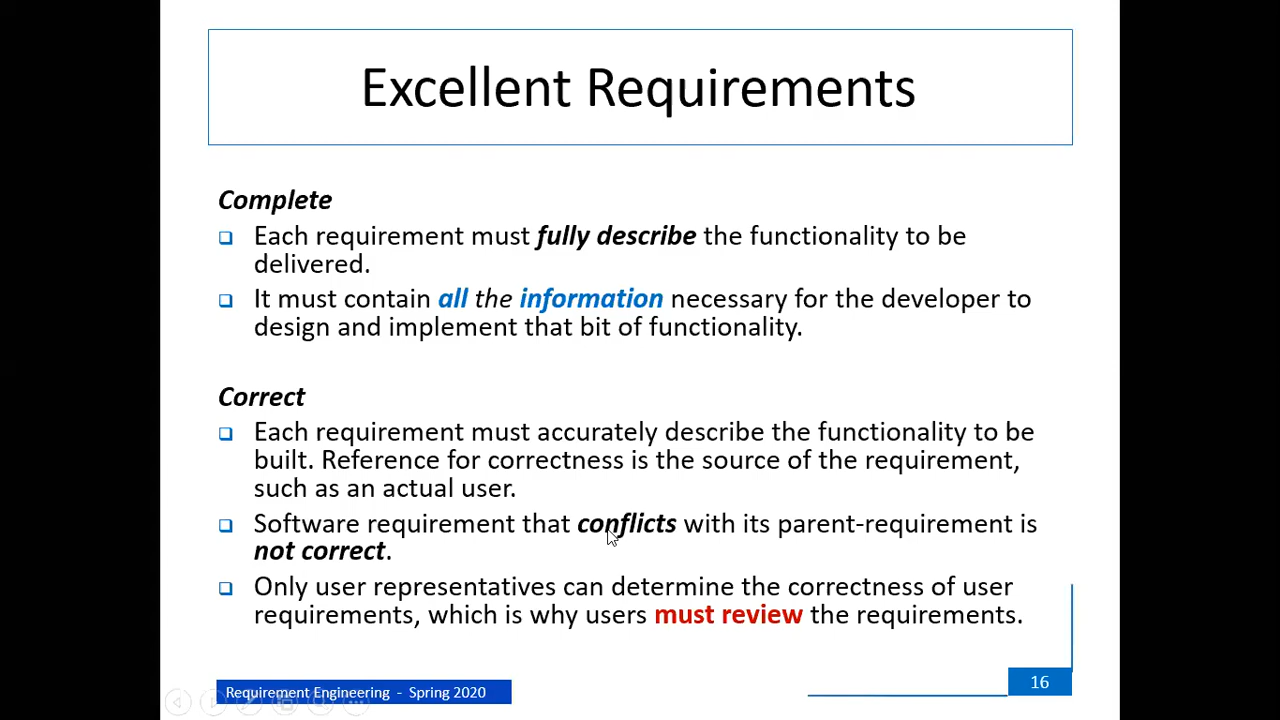 Excellent Requirements
Complete
Each requirement must fully describe the functionality to be
delivered.
It must contain all the information necessary for the developer to
design and implement that bit of functionality.
Correct
Each requirement must accurately describe the functionality to be
built. Reference for correctness is the source of the requirement,
such as an actual user.
Software requirement that conflicts with its parent-requirement is
not correct.
Only user representatives can determine the correctness of user
requirements, which is why users must review the requirements.
Requirement Engineering - Spring 2020
16